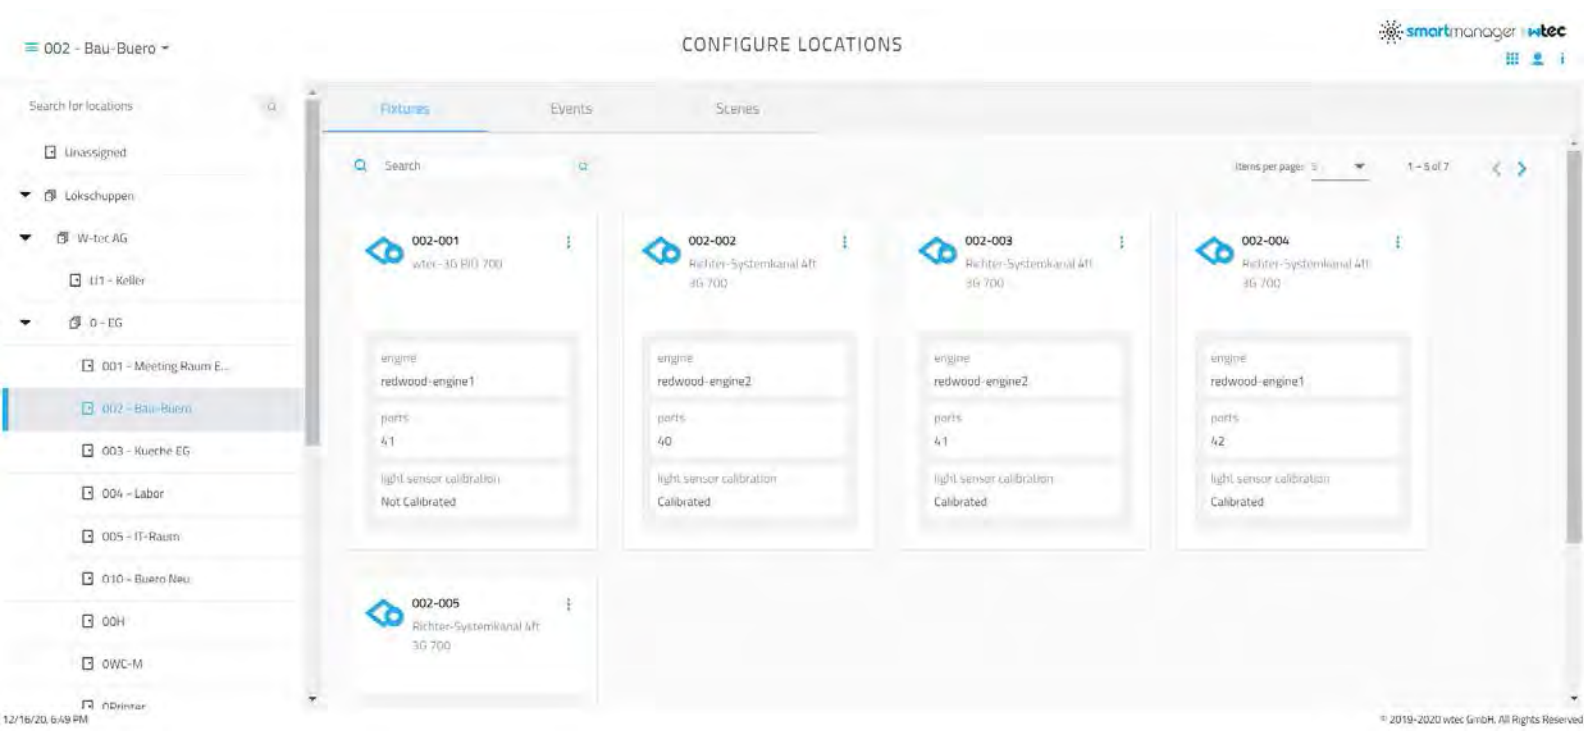 002 - Bau-Buero
CONFIGURE LOCATIONS
smartmanager wtec
Search for locations
Unassigned
Lokschuppen
W-tec AG
U1 - Keller
0 - EG
001 - Meeting Raum E...
002 - Bau-Buero
003 - Kueche EG
004 - Labor
005 - IT-Raum
010 - Buero Neu
00H
0WC-M
0Printer
Fixtures
Events
Scenes
Search
Items per page: 5
1 – 5 of 7
002-001
wtec-3G BIO 700
engine
redwood-engine1
ports
41
light sensor calibration
Not Calibrated
002-002
Richter-Systemkanal 4ft
3G 700
engine
redwood-engine2
ports
40
light sensor calibration
Calibrated
002-003
Richter-Systemkanal 4ft
3G 700
engine
redwood-engine2
ports
41
light sensor calibration
Calibrated
002-004
Richter-Systemkanal 4ft
3G 700
engine
redwood-engine1
ports
42
light sensor calibration
Calibrated
002-005
Richter-Systemkanal 4ft
3G 700
12/16/20, 6:49 PM
© 2019-2020 wtec GmbH. All Rights Reserved